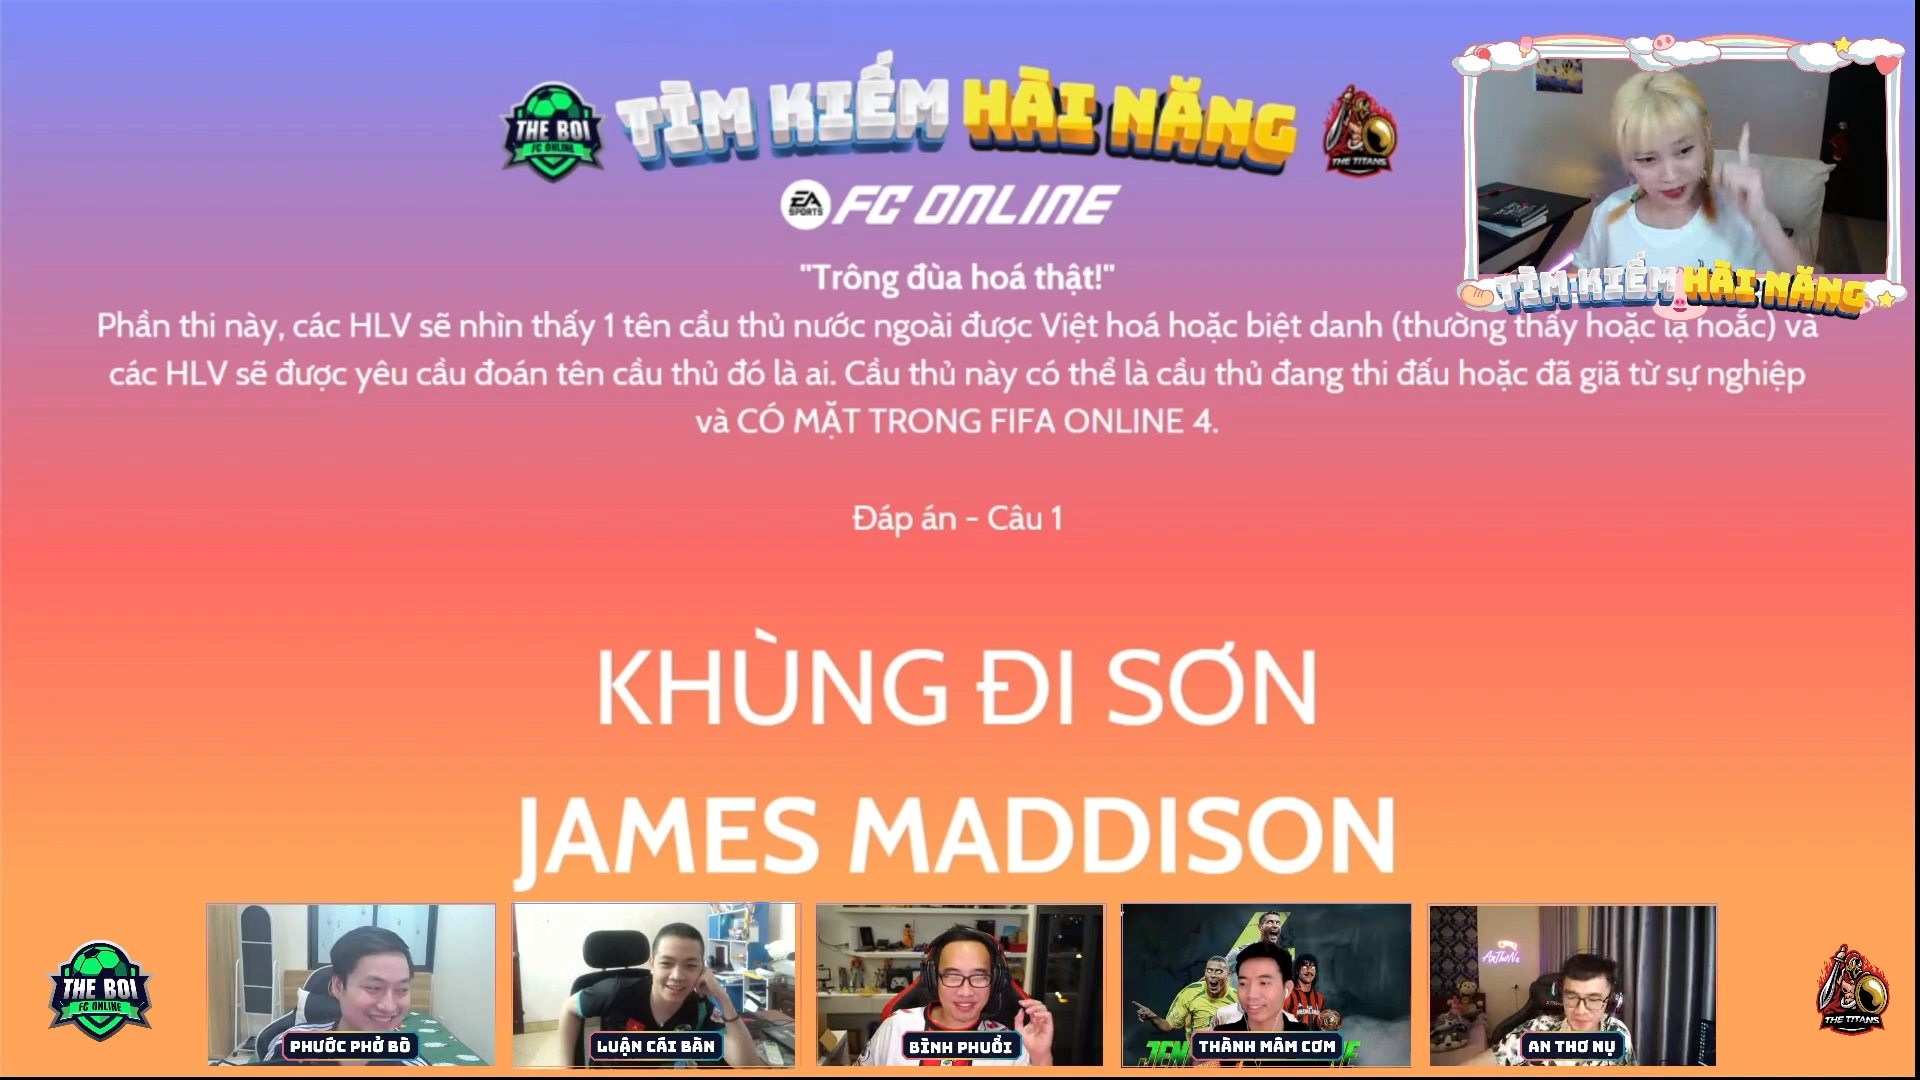 THE BOI
FC ONLINE
TÌM KIẾM HÀI NĂNG
THE TITANS
EA SPORTS FC ONLINE
"Trông đùa hoá thật!"
Phần thi này, các HLV sẽ nhìn thấy 1 tên cầu thủ nước ngoài được Việt hoá hoặc biệt danh (thường thấy hoặc lạ hoắc) và
các HLV sẽ được yêu cầu đoán tên cầu thủ đó là ai. Cầu thủ này có thể là cầu thủ đang thi đấu hoặc đã giã từ sự nghiệp
và CÓ MẶT TRONG FIFA ONLINE 4.
TÌM KIẾM HÀI NĂNG
Đáp án - Câu 1
KHÙNG ĐI SƠN
JAMES MADDISON
THE BOI
FC ONLINE
PHƯỚC PHỞ BÒ
LUẬN CÁI BÀN
BÌNH PHUỔI
THÀNH MÂM CƠM
AN THƠ NỤ
THE TITANS